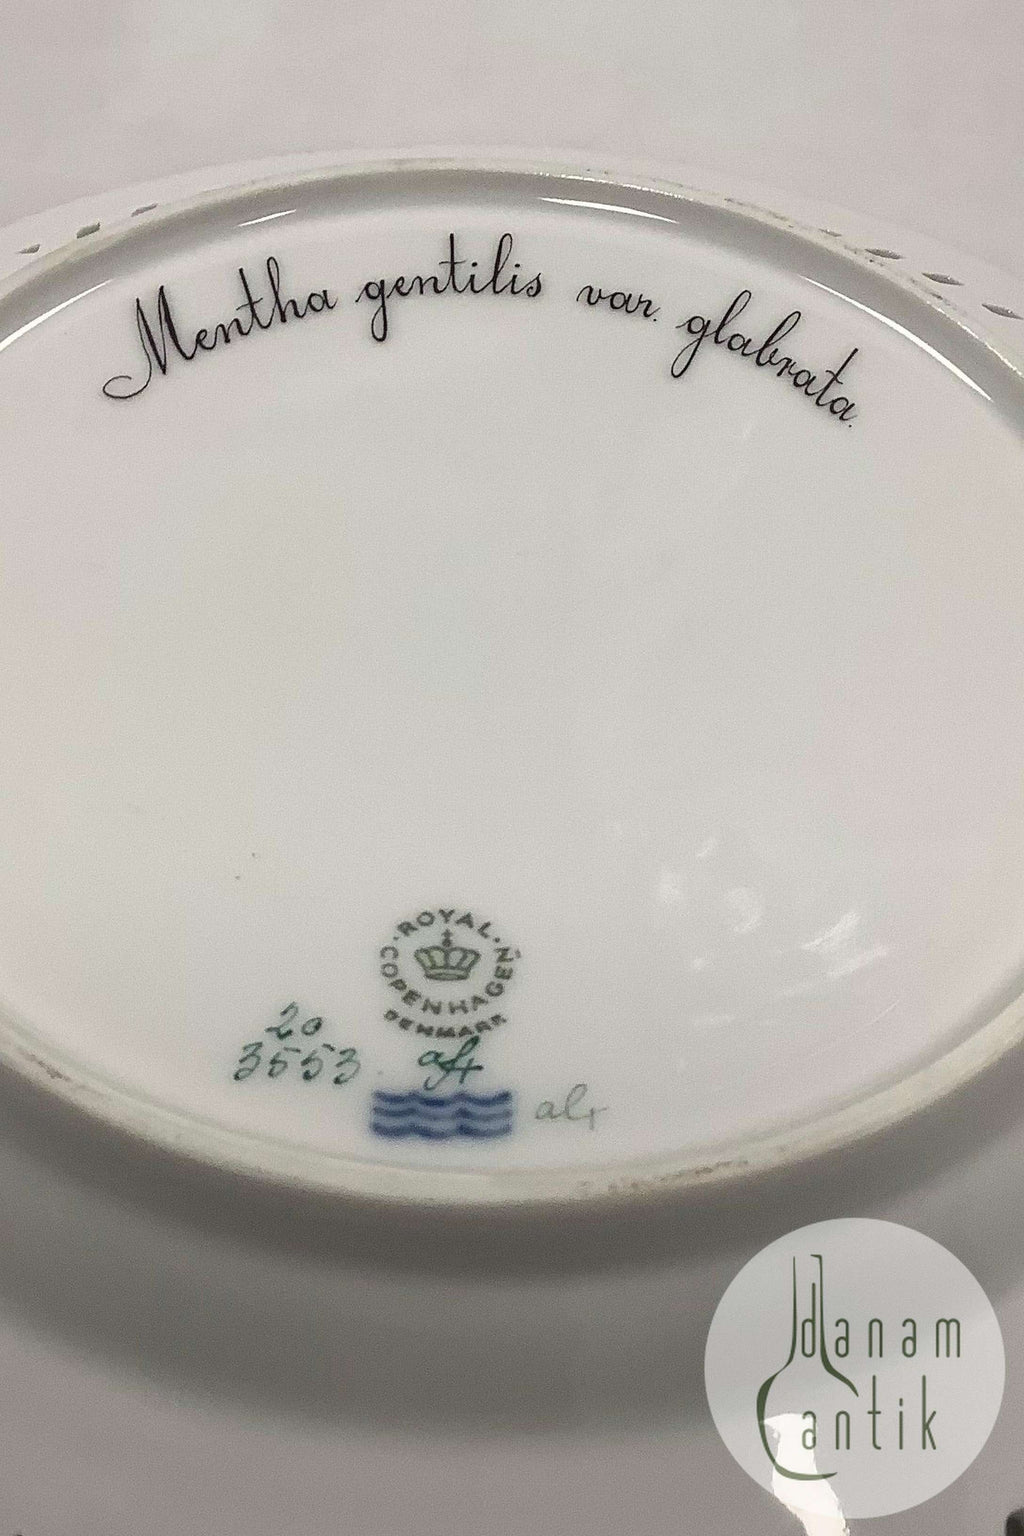 Mentha gentilis var. glabrata.
·ROYAL·
COPENHAGEN
DENMARK
20
3553
danam
antik